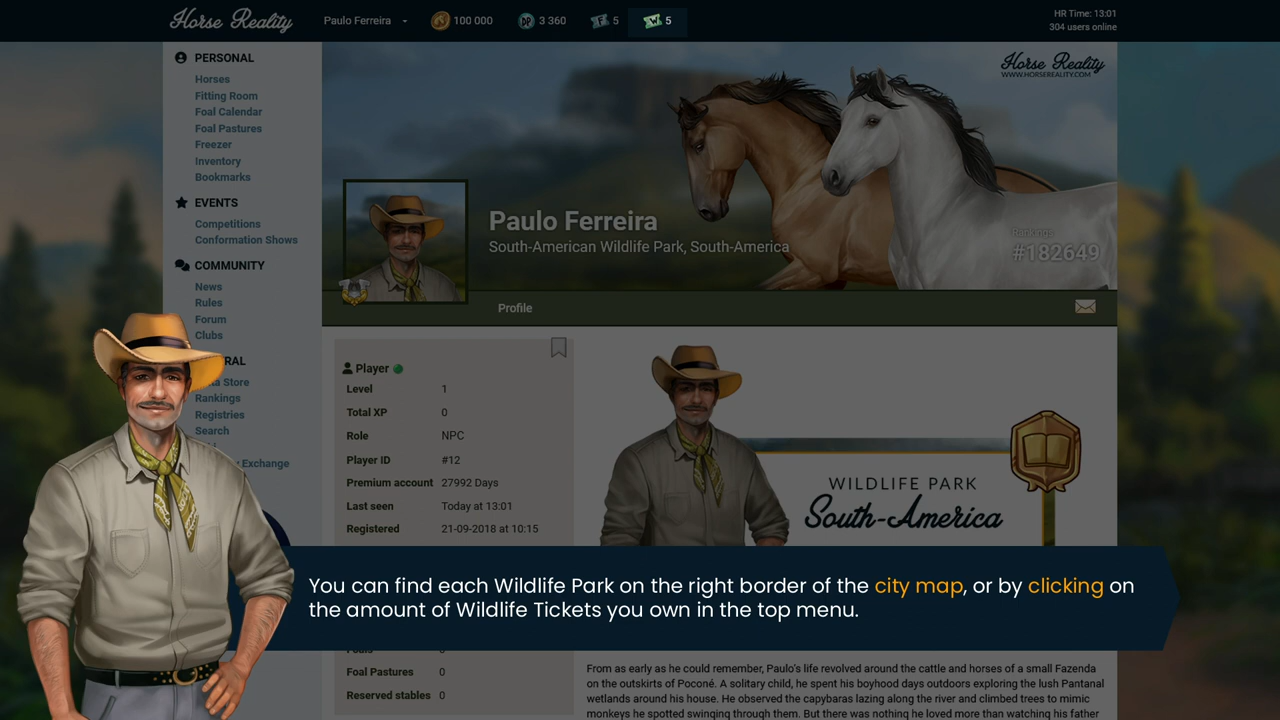 Horse Reality
Paulo Ferreira
100 000
3 360
5
5
HR Time: 13:01
304 users online
PERSONAL
Horses
Fitting Room
Foal Calendar
Foal Pastures
Freezer
Inventory
Bookmarks
EVENTS
Competitions
Conformation Shows
COMMUNITY
News
Rules
Forum
Clubs
Store
Rankings
Registries
Search
Exchange
Horse Reality
WWW.HORSEREALITY.COM
Paulo Ferreira
South-American Wildlife Park, South-America
Ranking
#182649
Profile
Player
Level 1
Total XP 0
Role NPC
Player ID #12
Premium account 27992 Days
Last seen Today at 13:01
Registered 21-09-2018 at 10:15
WILDLIFE PARK
South-America
You can find each Wildlife Park on the right border of the city map, or by clicking on
the amount of Wildlife Tickets you own in the top menu.
Foal Pastures 0
Reserved stables 0
From as early as he could remember, Paulo's life revolved around the cattle and horses of a small Fazenda
on the outskirts of Poconé. A solitary child, he spent his boyhood days outdoors exploring the lush Pantanal
wetlands around his house. He observed the capybaras lazing along the river and climbed trees to mimic
monkeys he spotted swinging through them. But there was nothing he loved more than watching his father